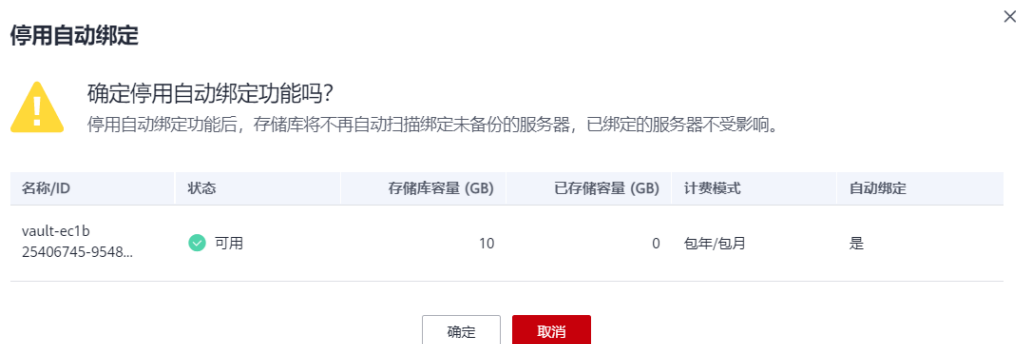 停用自动绑定
确定停用自动绑定功能吗？
停用自动绑定功能后，存储库将不再自动扫描绑定未备份的服务器，已绑定的服务器不受影响。
名称/ID 状态 存储库容量 (GB) 已存储容量 (GB) 计费模式 自动绑定
vault-ec1b
25406745-9548...
可用 10 0 包年/包月 是
确定 取消